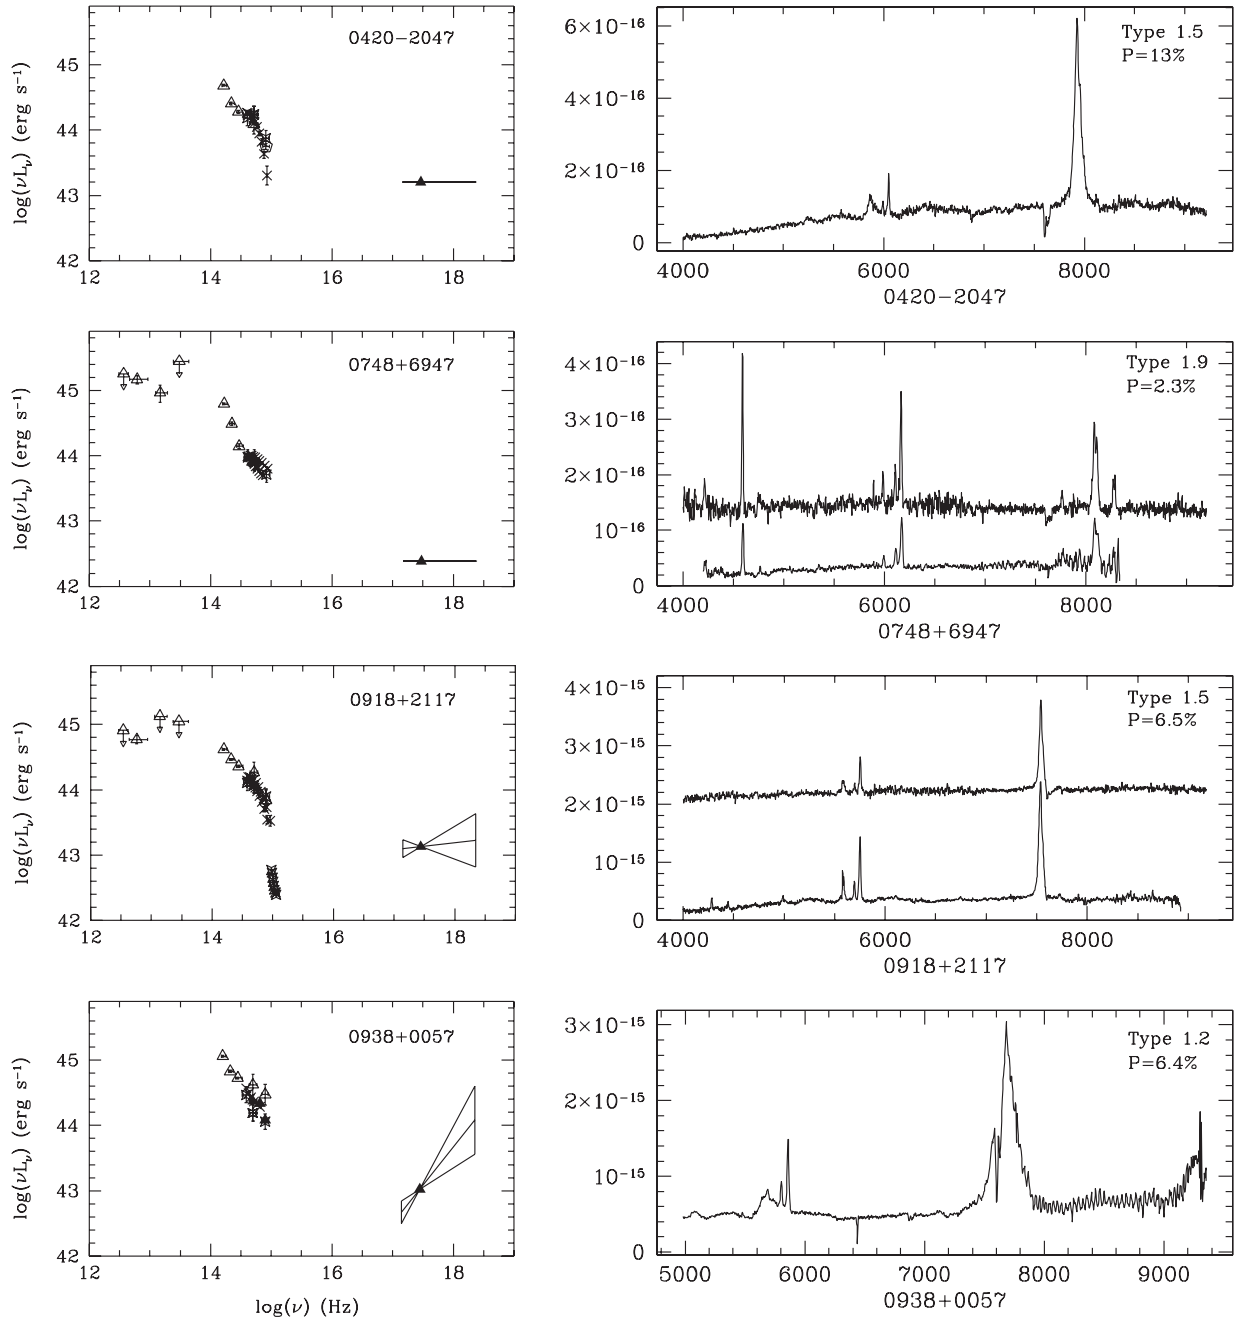 0420−2047
log(νLν) (erg s⁻¹)
45
44
43
42
12 14 16 18
Type 1.5
P=13%
6×10⁻¹⁶
4×10⁻¹⁶
2×10⁻¹⁶
0
4000 6000 8000
0420−2047
0748+6947
log(νLν) (erg s⁻¹)
45
44
43
42
12 14 16 18
Type 1.9
P=2.3%
4×10⁻¹⁶
3×10⁻¹⁶
2×10⁻¹⁶
10⁻¹⁶
0
4000 6000 8000
0748+6947
0918+2117
log(νLν) (erg s⁻¹)
45
44
43
42
12 14 16 18
Type 1.5
P=6.5%
4×10⁻¹⁵
3×10⁻¹⁵
2×10⁻¹⁵
10⁻¹⁵
0
4000 6000 8000
0918+2117
0938+0057
log(νLν) (erg s⁻¹)
45
44
43
42
12 14 16 18
log(ν) (Hz)
Type 1.2
P=6.4%
3×10⁻¹⁵
2×10⁻¹⁵
10⁻¹⁵
0
5000 6000 7000 8000 9000
0938+0057